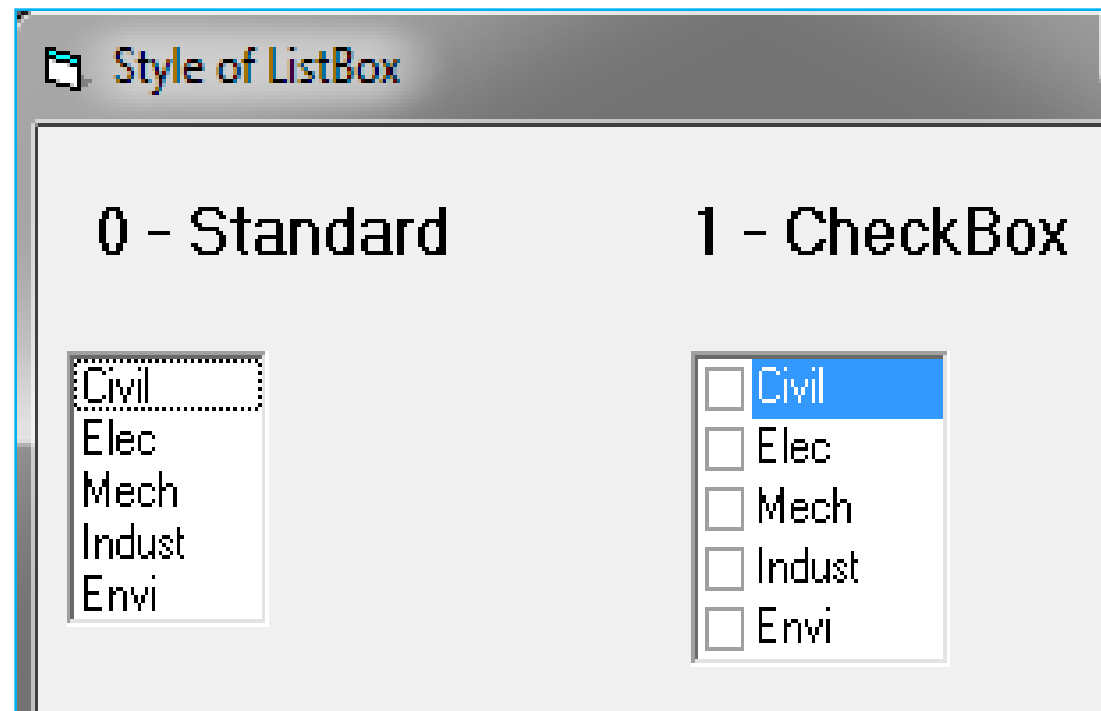 Style of ListBox
0 - Standard
1 - CheckBox
Civil
Elec
Mech
Indust
Envi
Civil
Elec
Mech
Indust
Envi